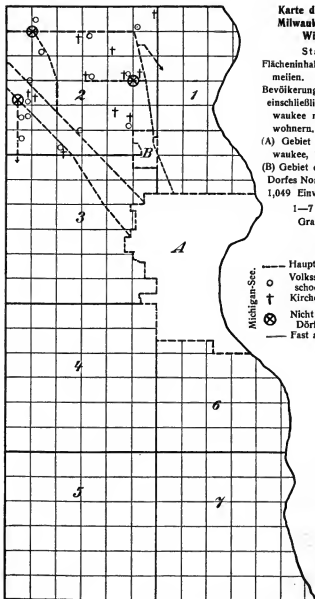 Karte d
Milwauk
Wi
Sta
Flächeninhal
meilen.
Bevölkerung
einschließli
waukee m
wohnern,
(A) Gebiet
waukee,
(B) Gebiet d
Dorfes Nor
1,049 Einw
1—7
Gra
Haupt
Volkss
schoo
Kirche
Nicht
Dörf
Fast a
Michigan-See.
1
2
B
3
A
4
6
5
7